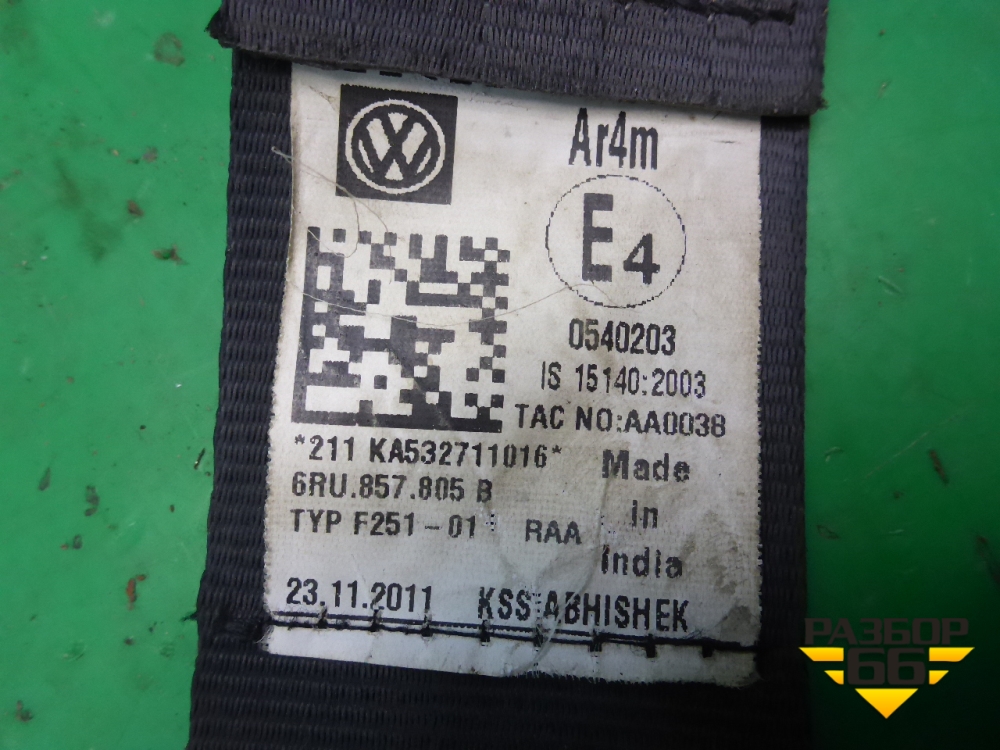 Ar4m
E4
0540203
IS 15140:2003
TAC NO:AA0038
*211 KA532711016*
6RU.857.805 B
TYP F251-01 RAA
Made
in
India
23.11.2011 KSS ABHISHEK
РАЗБОР
66